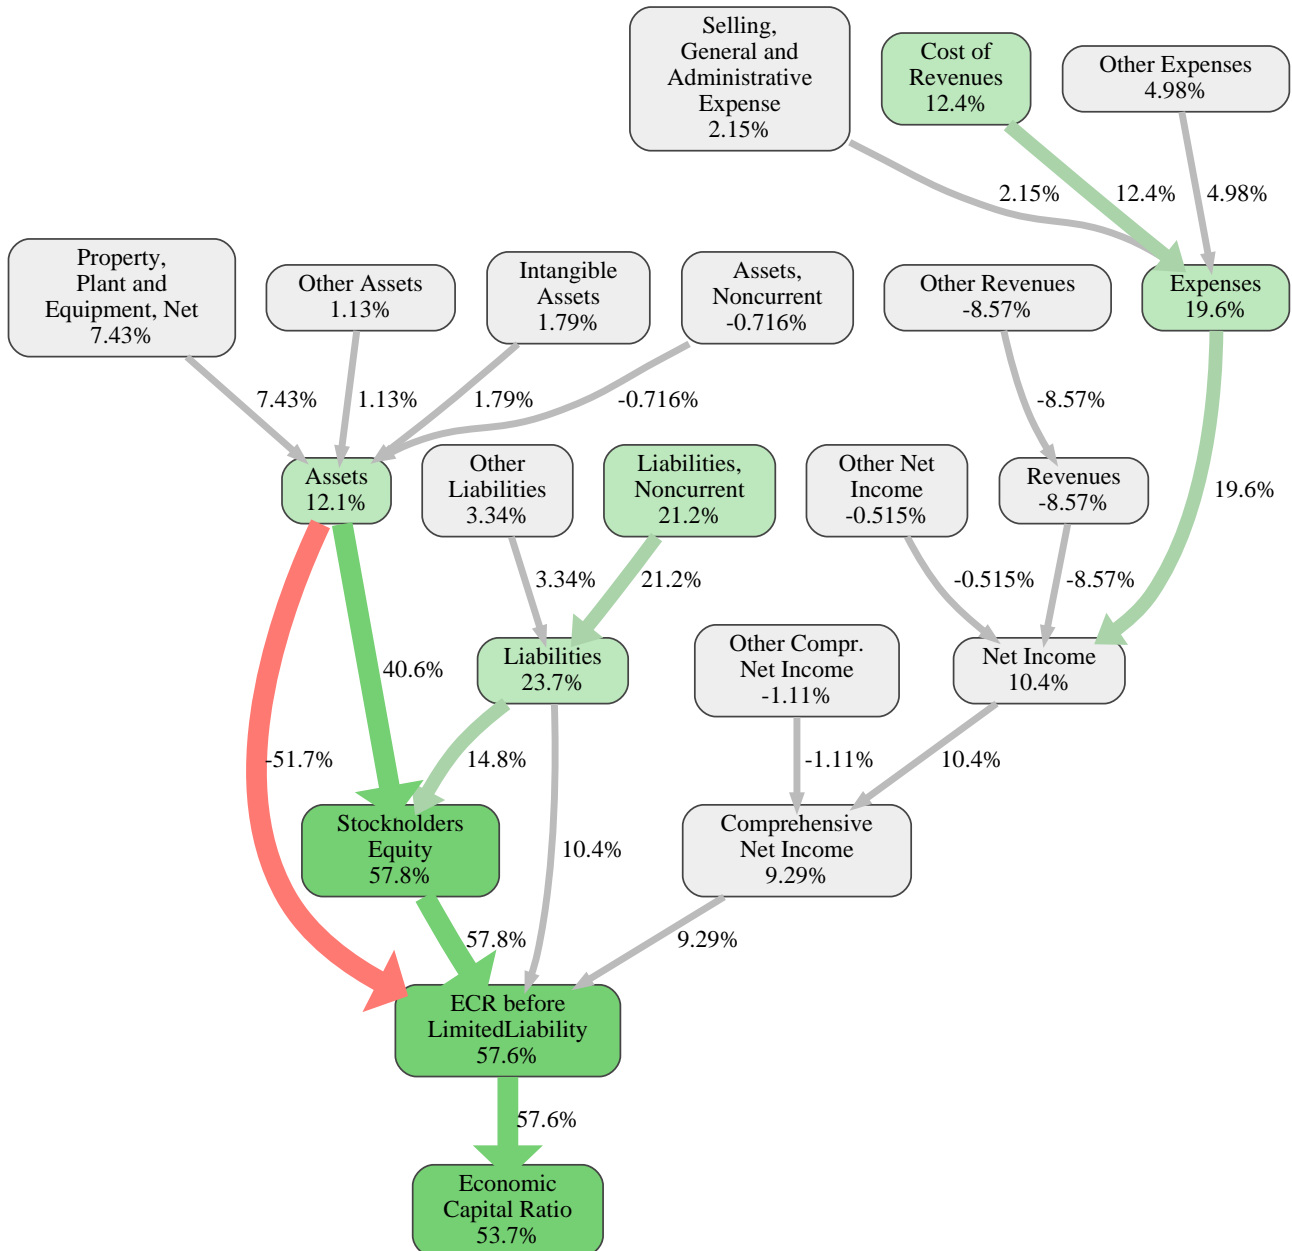 Selling,
General and
Administrative
Expense
2.15%
Cost of
Revenues
12.4%
Other Expenses
4.98%
2.15%
12.4%
4.98%
Property,
Plant and
Equipment, Net
7.43%
Other Assets
1.13%
Intangible
Assets
1.79%
Assets,
Noncurrent
-0.716%
Other Revenues
-8.57%
Expenses
19.6%
7.43%
1.13%
1.79%
-0.716%
-8.57%
Assets
12.1%
Other
Liabilities
3.34%
Liabilities,
Noncurrent
21.2%
Other Net
Income
-0.515%
Revenues
-8.57%
19.6%
3.34%
21.2%
-0.515%
-8.57%
Liabilities
23.7%
Other Compr.
Net Income
-1.11%
Net Income
10.4%
40.6%
-51.7%
14.8%
-1.11%
10.4%
Stockholders
Equity
57.8%
10.4%
Comprehensive
Net Income
9.29%
57.8%
9.29%
ECR before
LimitedLiability
57.6%
57.6%
Economic
Capital Ratio
53.7%